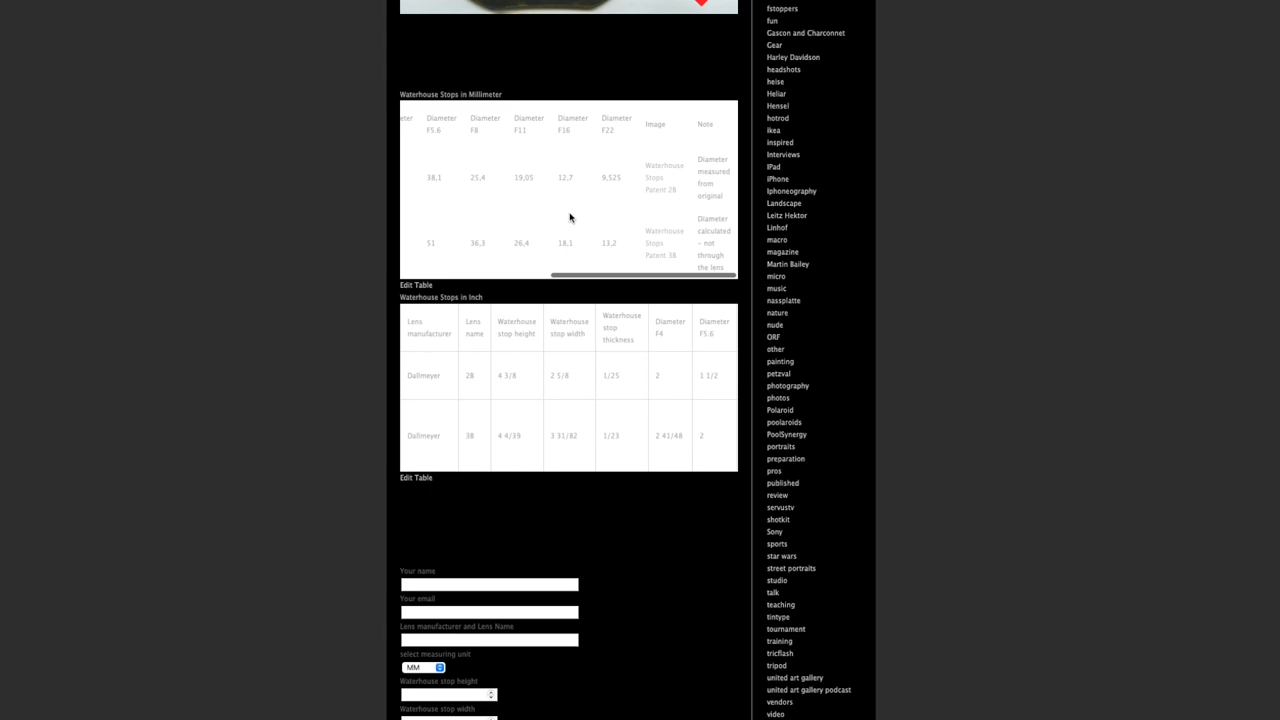 Waterhouse Stops in Millimeter
eter
Diameter
F5.6
Diameter
F8
Diameter
F11
Diameter
F16
Diameter
F22
Image
Note
38,1
25,4
19,05
12,7
9,525
Waterhouse
Stops
Patent 2B
Diameter
measured
from
original
51
36,3
26,4
18,1
13,2
Waterhouse
Stops
Patent 3B
Diameter
calculated
– not
through
the lens
Edit Table
Waterhouse Stops in Inch
Lens
manufacturer
Lens
name
Waterhouse
stop height
Waterhouse
stop width
Waterhouse
stop
thickness
Diameter
F4
Diameter
F5.6
Dallmeyer
2B
4 3/8
2 5/8
1/25
2
1 1/2
Dallmeyer
3B
4 4/39
3 31/82
1/23
2 41/48
2
Edit Table
Your name
Your email
Lens manufacturer and Lens Name
select measuring unit
MM
Waterhouse stop height
Waterhouse stop width
fstoppers
fun
Gascon and Charconnet
Gear
Harley Davidson
headshots
heise
Heliar
Hensel
hotrod
ikea
inspired
Interviews
IPad
iPhone
Iphoneography
Landscape
Leitz Hektor
Linhof
macro
magazine
Martin Bailey
micro
music
nassplatte
nature
nude
ORF
other
painting
petzval
photography
photos
Polaroid
poolaroids
PoolSynergy
portraits
preparation
pros
published
review
servustv
shotkit
Sony
sports
star wars
street portraits
studio
talk
teaching
tintype
tournament
training
tricflash
tripod
united art gallery
united art gallery podcast
vendors
video